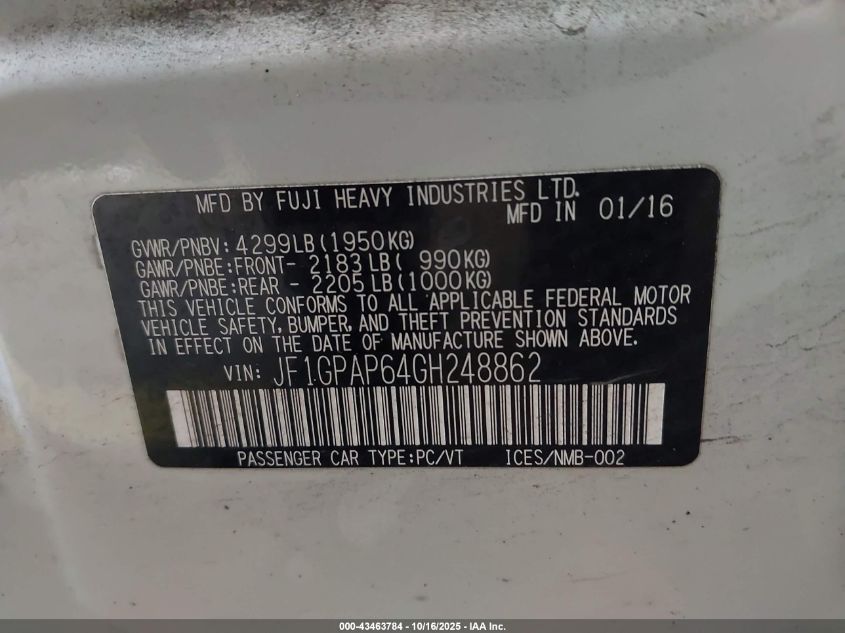 MFD BY FUJI HEAVY INDUSTRIES LTD.
MFD IN 01/16
GVWR/PNBV: 4299LB(1950KG)
GAWR/PNBE:FRONT- 2183LB( 990KG)
GAWR/PNBE:REAR - 2205LB(1000KG)
THIS VEHICLE CONFORMS TO ALL APPLICABLE FEDERAL MOTOR
VEHICLE SAFETY, BUMPER, AND THEFT PREVENTION STANDARDS
IN EFFECT ON THE DATE OF MANUFACTURE SHOWN ABOVE.
VIN: JF1GPAP64GH248862
PASSENGER CAR TYPE:PC/VT ICES/NMB-002
000-43463784 - 10/16/2025 - IAA Inc.